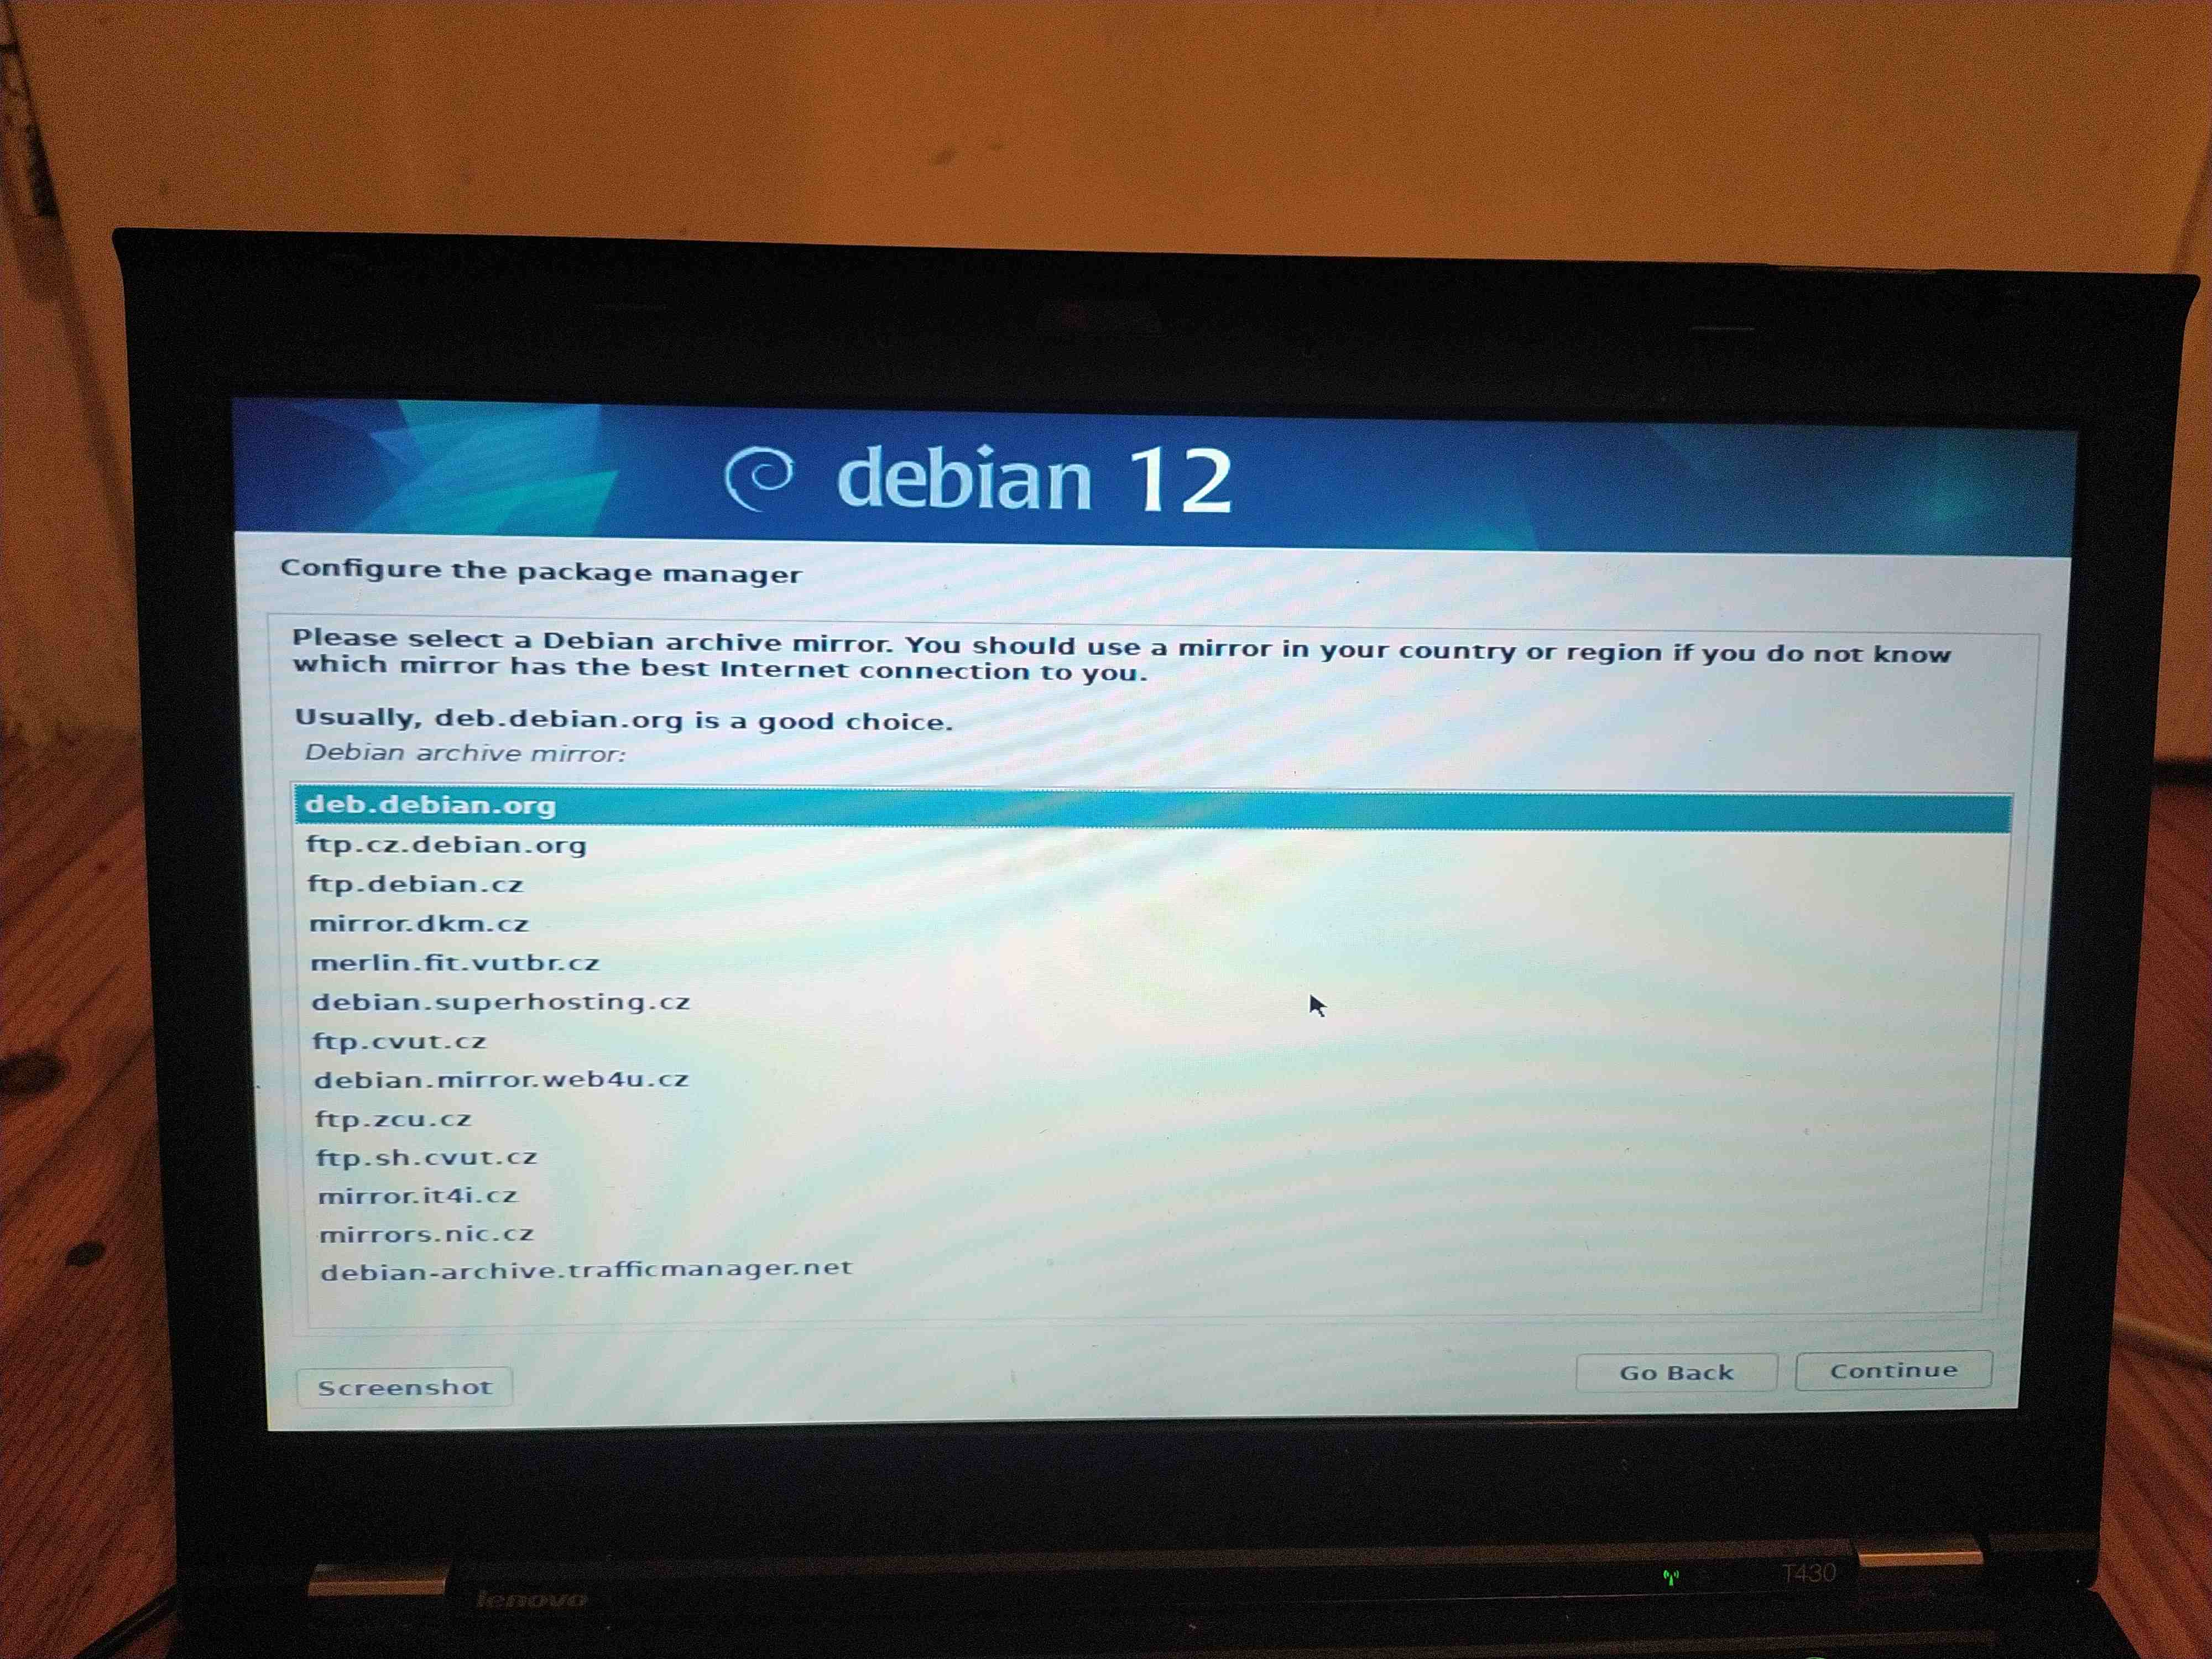 debian 12
Configure the package manager
Please select a Debian archive mirror. You should use a mirror in your country or region if you do not know
which mirror has the best Internet connection to you.
Usually, deb.debian.org is a good choice.
Debian archive mirror:
deb.debian.org
ftp.cz.debian.org
ftp.debian.cz
mirror.dkm.cz
merlin.fit.vutbr.cz
debian.superhosting.cz
ftp.cvut.cz
debian.mirror.web4u.cz
ftp.zcu.cz
ftp.sh.cvut.cz
mirror.it4i.cz
mirrors.nic.cz
debian-archive.trafficmanager.net
Screenshot
Go Back
Continue
lenovo
T430